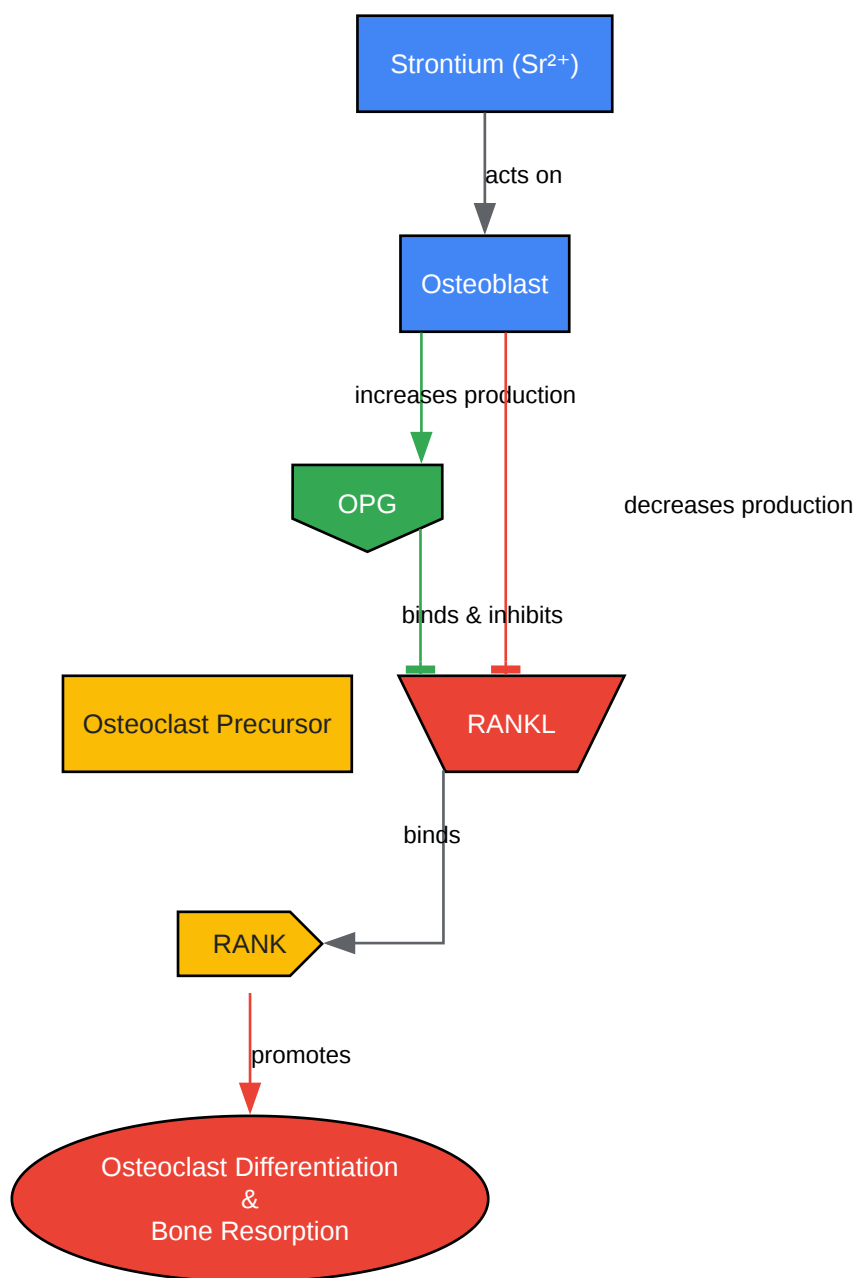 Strontium (Sr²⁺)
acts on
Osteoblast
increases production
OPG
decreases production
binds & inhibits
Osteoclast Precursor
RANKL
binds
RANK
promotes
Osteoclast Differentiation
&
Bone Resorption